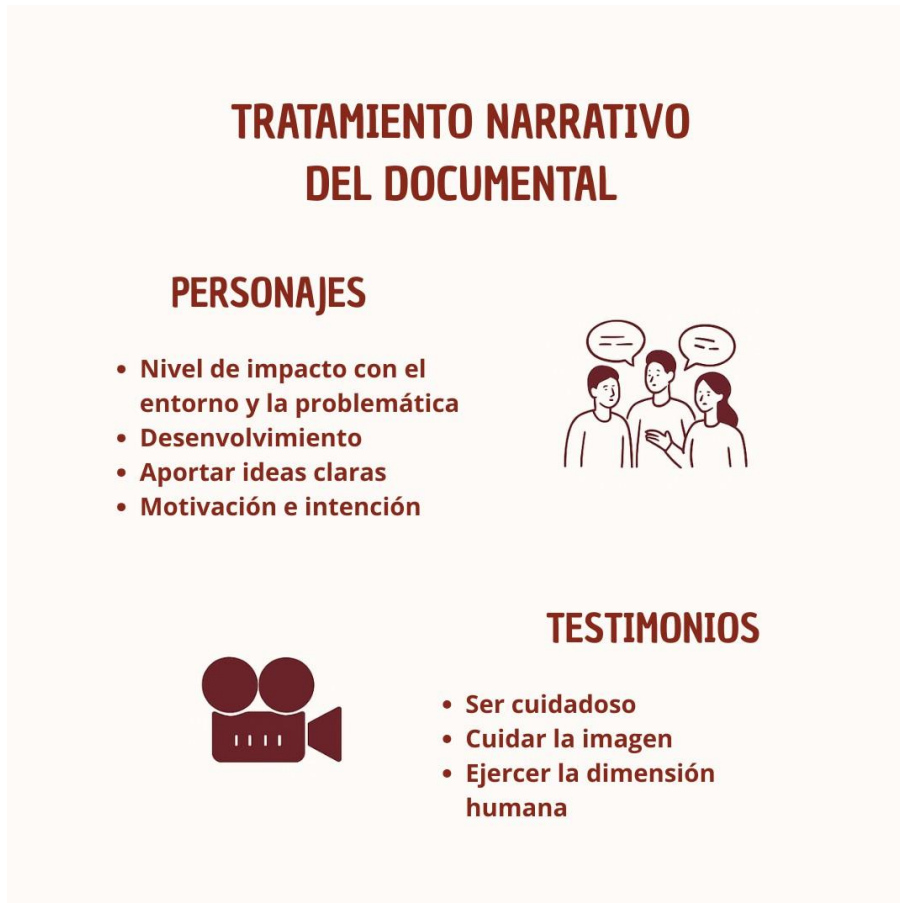 TRATAMIENTO NARRATIVO
DEL DOCUMENTAL
PERSONAJES
• Nivel de impacto con el
entorno y la problemática
• Desenvolvimiento
• Aportar ideas claras
• Motivación e intención
TESTIMONIOS
• Ser cuidadoso
• Cuidar la imagen
• Ejercer la dimensión
humana